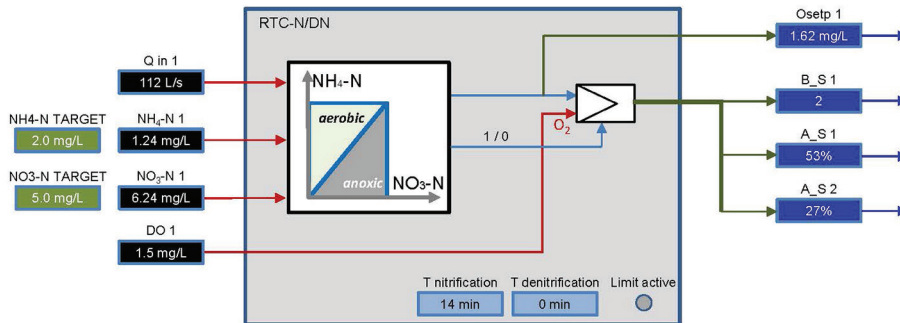 RTC-N/DN
Osetp 1
1.62 mg/L
Q in 1
112 L/s
NH₄-N
B_S 1
2
NH4-N TARGET
NH₄-N 1
2.0 mg/L
1.24 mg/L
aerobic
O₂
1 / 0
A_S 1
53%
NO3-N TARGET
NO₃-N 1
5.0 mg/L
6.24 mg/L
anoxic
NO₃-N
A_S 2
27%
DO 1
1.5 mg/L
T nitrification
T denitrification
Limit active
14 min
0 min